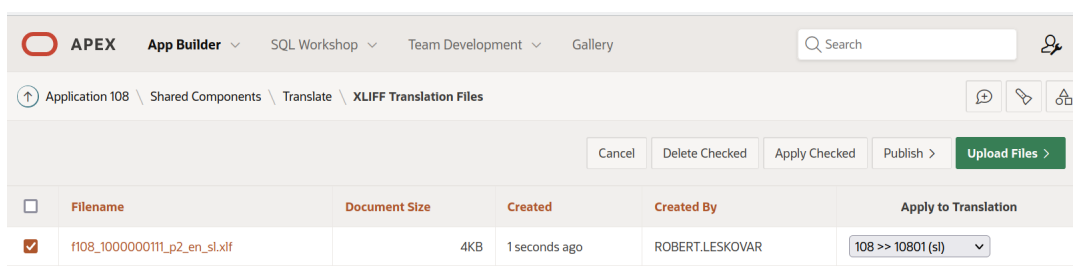 APEX App Builder SQL Workshop Team Development Gallery Search
Application 108 \ Shared Components \ Translate \ XLIFF Translation Files
Cancel Delete Checked Apply Checked Publish > Upload Files >
Filename Document Size Created Created By Apply to Translation
f108_1000000111_p2_en_sl.xlf 4KB 1 seconds ago ROBERT.LESKOVAR 108 >> 10801 (sl)